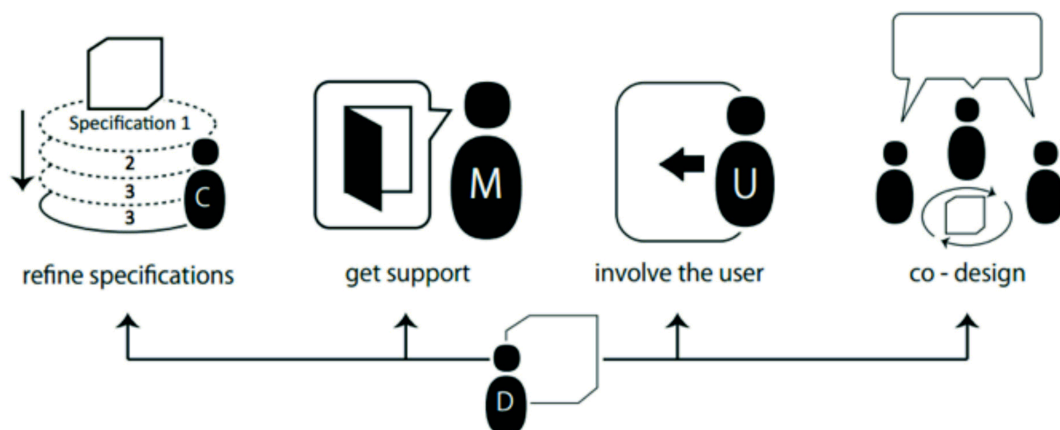 Specification 1
2
3
3
C
M
U
refine specifications
get support
involve the user
co - design
D